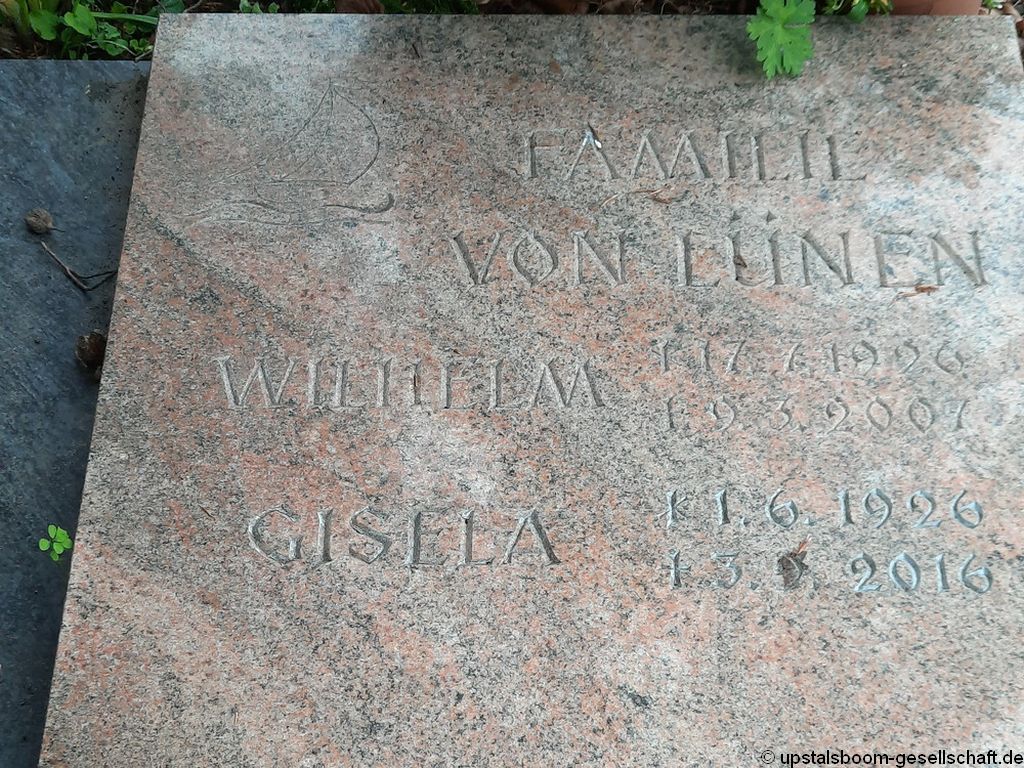 FAMILIE
VON LÜNEN
WILHELM * 17.7.1926
† 9.3.2007
GISELA * 1.6.1926
† 3. . 2016
© upstalsboom-gesellschaft.de